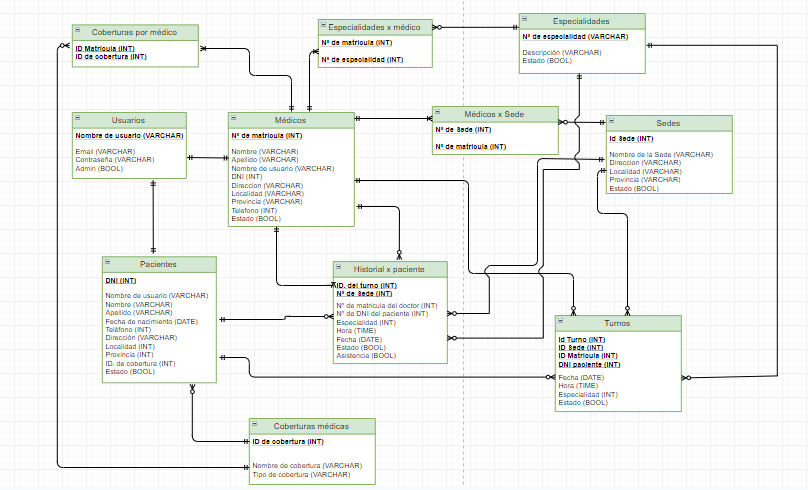 Coberturas por médico
ID Matricula (INT)
ID de cobertura (INT)
Especialidades x médico
Nº de matricula (INT)
Nº de especialidad (INT)
Especialidades
Nº de especialidad (VARCHAR)
Descripción (VARCHAR)
Estado (BOOL)
Usuarios
Nombre de usuario (VARCHAR)
Email (VARCHAR)
Contraseña (VARCHAR)
Admin (BOOL)
Médicos
Nº de matricula (INT)
Nombre (VARCHAR)
Apellido (VARCHAR)
Nombre de usuario (VARCHAR)
DNI (INT)
Direccion (VARCHAR)
Localidad (VARCHAR)
Provincia (VARCHAR)
Telefono (INT)
Estado (BOOL)
Médicos x Sede
Nº de Sede (INT)
Nº de matricula (INT)
Sedes
Id Sede (INT)
Nombre de la Sede (VARCHAR)
Direccion (VARCHAR)
Localidad (VARCHAR)
Provincia (VARCHAR)
Estado (BOOL)
Pacientes
DNI (INT)
Nombre de usuario (VARCHAR)
Nombre (VARCHAR)
Apellido (VARCHAR)
Fecha de nacimiento (DATE)
Teléfono (INT)
Dirección (VARCHAR)
Localidad (INT)
Provincia (INT)
ID. de cobertura (INT)
Estado (BOOL)
Historial x paciente
ID. del turno (INT)
Nº de Sede (INT)
Nº de matricula del doctor (INT)
Nº de DNI del paciente (INT)
Especialidad (INT)
Hora (TIME)
Fecha (DATE)
Estado (BOOL)
Asistencia (BOOL)
Turnos
Id Turno (INT)
ID Sede (INT)
ID Matricula (INT)
DNI paciente (INT)
Fecha (DATE)
Hora (TIME)
Especialidad (INT)
Estado (BOOL)
Coberturas médicas
ID de cobertura (INT)
Nombre de cobertura (VARCHAR)
Tipo de cobertura (VARCHAR)